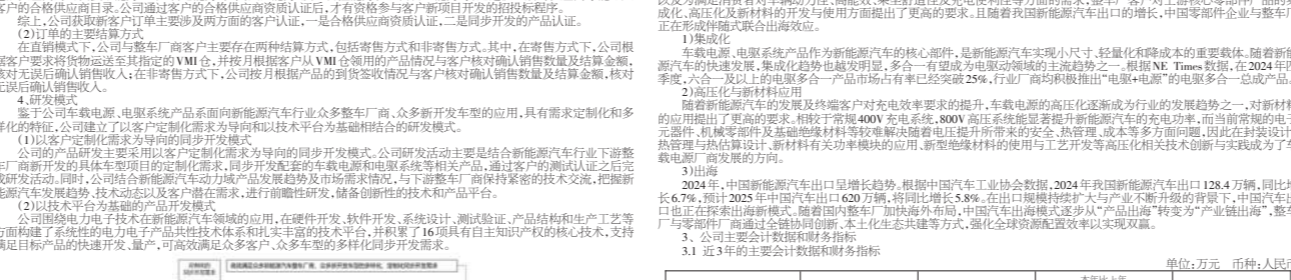 客户的合格供应商目录。公司通过客户的合格供应商资质认证后，才有资格参与客户新项目开发的招投标程序。
综上，公司获取新客户订单主要涉及两方面的客户认证，一是合格供应商资质认证，二是同步开发的产品认证。
（2）订单的主要结算方式
在直销模式下，公司与整车厂商客户主要存在两种结算方式，包括寄售方式和非寄售方式。其中，在寄售方式下，公司根
据客户要求将货物运送至其指定的VMI仓，并按月根据客户从VMI仓领用的产品情况与客户核对确认销售数量及结算金额，
核对无误后确认销售收入；在非寄售方式下，公司按月根据产品的到货签收情况与客户核对确认销售数量及结算金额，核对
无误后确认销售收入。
4、研发模式
鉴于公司车载电源、电驱系统产品系面向新能源汽车行业众多整车厂商、众多新开发车型的应用，具有需求定制化和多
样化的特征，公司建立了以客户定制化需求为导向和以技术平台为基础相结合的研发模式。
（1）以客户定制化需求为导向的同步开发模式
公司的产品研发主要采用以客户定制化需求为导向的同步开发模式。公司研发活动主要是结合新能源汽车行业下游整
车厂商新开发的具体车型项目的定制化需求，同步开发配套的车载电源和电驱系统等相关产品，通过客户的测试认证之后完
成研发活动。同时，公司结合新能源汽车动力域产品发展趋势及市场需求情况，与下游整车厂商保持紧密的技术交流，把握新
能源汽车发展趋势、技术动态以及客户潜在需求，进行前瞻性研发，储备创新性的技术和产品平台。
（2）以技术平台为基础的产品开发模式
公司围绕电力电子技术在新能源汽车领域的应用，在硬件开发、软件开发、系统设计、测试验证、产品结构和生产工艺等
方面构建了系统性的电力电子产品共性技术体系和扎实丰富的技术平台，并积累了16项具有自主知识产权的核心技术，支持
满足目标产品的快速开发、量产，可高效满足众多客户、众多车型的多样化同步开发需求。
成化、高压化及新材料的开发与使用方面提出了更高的要求。且随着我国新能源汽车出口的增长，中国零部件企业与整车厂
正在形成伴随式联合出海效应。
1）集成化
车载电源、电驱系统产品作为新能源汽车的核心部件，是新能源汽车实现小尺寸、轻量化和降成本的重要载体。随着新能
源汽车的快速发展，集成化趋势也越发明显，多合一有望成为电驱动领域的主流趋势之一。根据NE Times数据，在2024年四
季度，六合一及以上的电驱多合一产品市场占有率已经突破25%，行业厂商均积极推出“电驱+电源”的电驱多合一总成产品。
2）高压化与新材料应用
随着新能源汽车的发展及终端客户对充电效率要求的提升，车载电源的高压化逐渐成为行业的发展趋势之一，对新材料
的应用提出了更高的要求。相较于常规400V充电系统，800V高压系统能显著提升新能源汽车的充电功率，而当前常规的电子
元器件、机械零部件及基础绝缘材料等较难解决随着电压提升所带来的安全、热管理、成本等多方面问题，因此在封装设计、
热管理与热估算设计、新材料有关功率模块的应用、新型绝缘材料的使用与工艺开发等高压化相关技术创新与实践成为了车
载电源厂商发展的方向。
3）出海
2024年，中国新能源汽车出口呈增长趋势。根据中国汽车工业协会数据，2024年我国新能源汽车出口128.4万辆，同比增
长6.7%，预计2025年中国汽车出口620万辆，将同比增长5.8%。在出口规模持续扩大与产业不断升级的背景下，中国汽车出
口也正在探索出海新模式。随着国内整车厂加快海外布局，中国汽车出海模式逐步从“产品出海”转变为“产业链出海”，整车
厂与零部件厂商通过全链协同创新、本土化生态共建等方式，强化全球资源配置效率以实现双赢。
3、公司主要会计数据和财务指标
3.1 近3年的主要会计数据和财务指标
单位：万元 币种：人民币
本年比上年